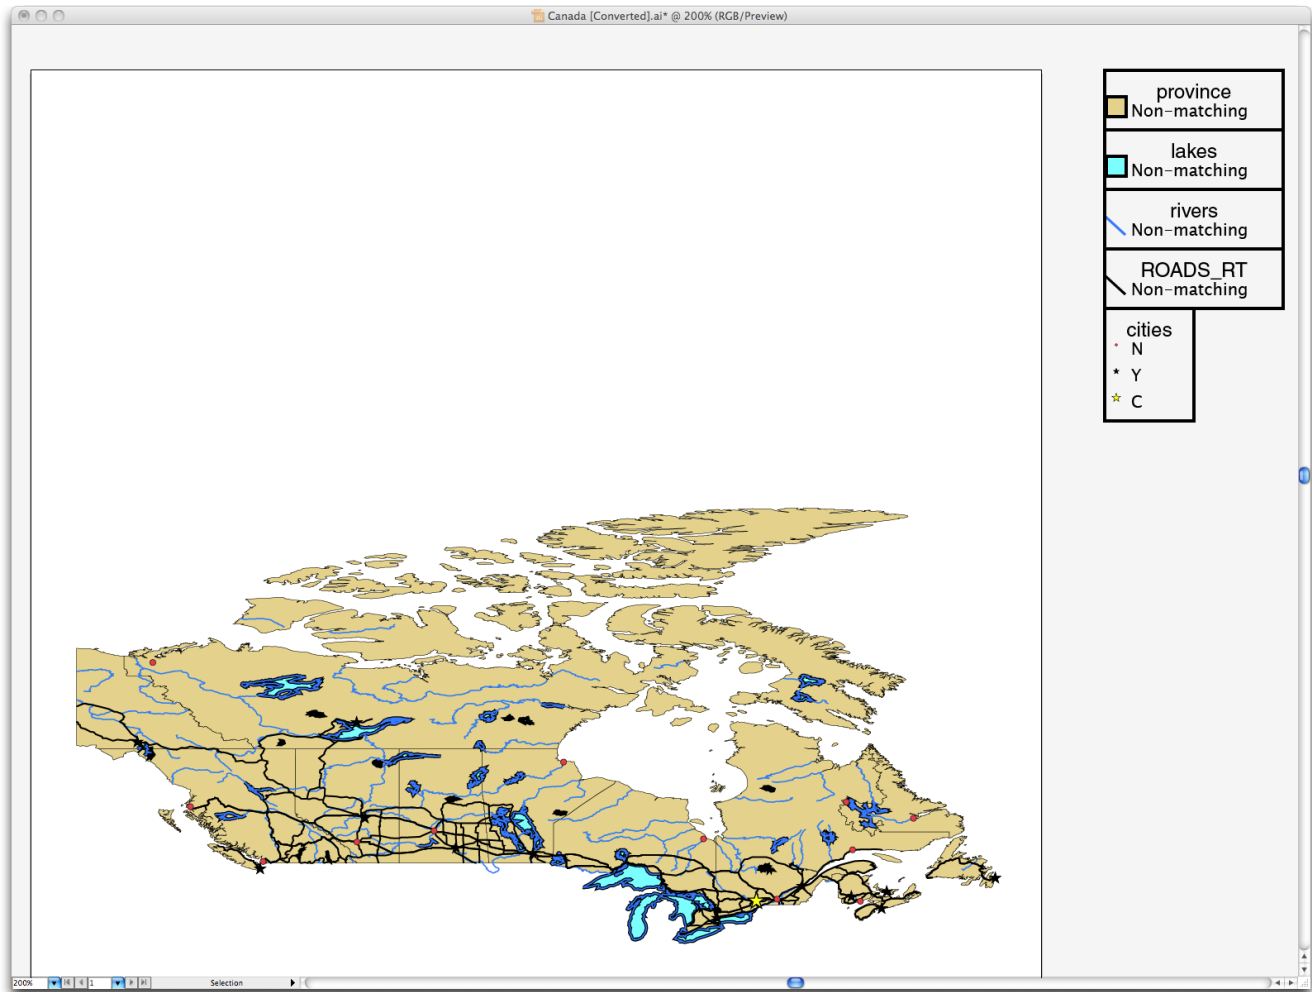 Canada [Converted].ai* @ 200% (RGB/Preview)
province
Non-matching
lakes
Non-matching
rivers
Non-matching
ROADS_RT
Non-matching
cities
N
Y
C
200%
1
Selection